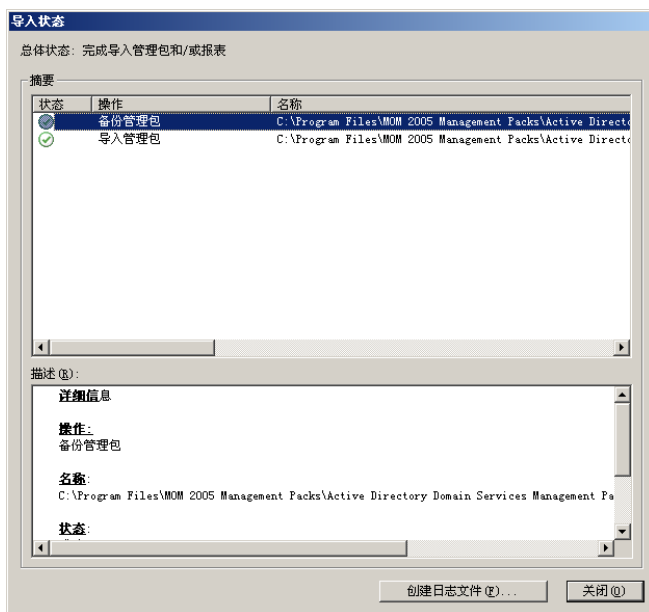 导入状态
总体状态: 完成导入管理包和/或报表
摘要
状态 操作 名称
备份管理包 C:\Program Files\MOM 2005 Management Packs\Active Direct
导入管理包 C:\Program Files\MOM 2005 Management Packs\Active Direct
描述(R):
详细信息
操作:
备份管理包
名称:
C:\Program Files\MOM 2005 Management Packs\Active Directory Domain Services Management Pa
状态:
创建日志文件(F)... 关闭(O)